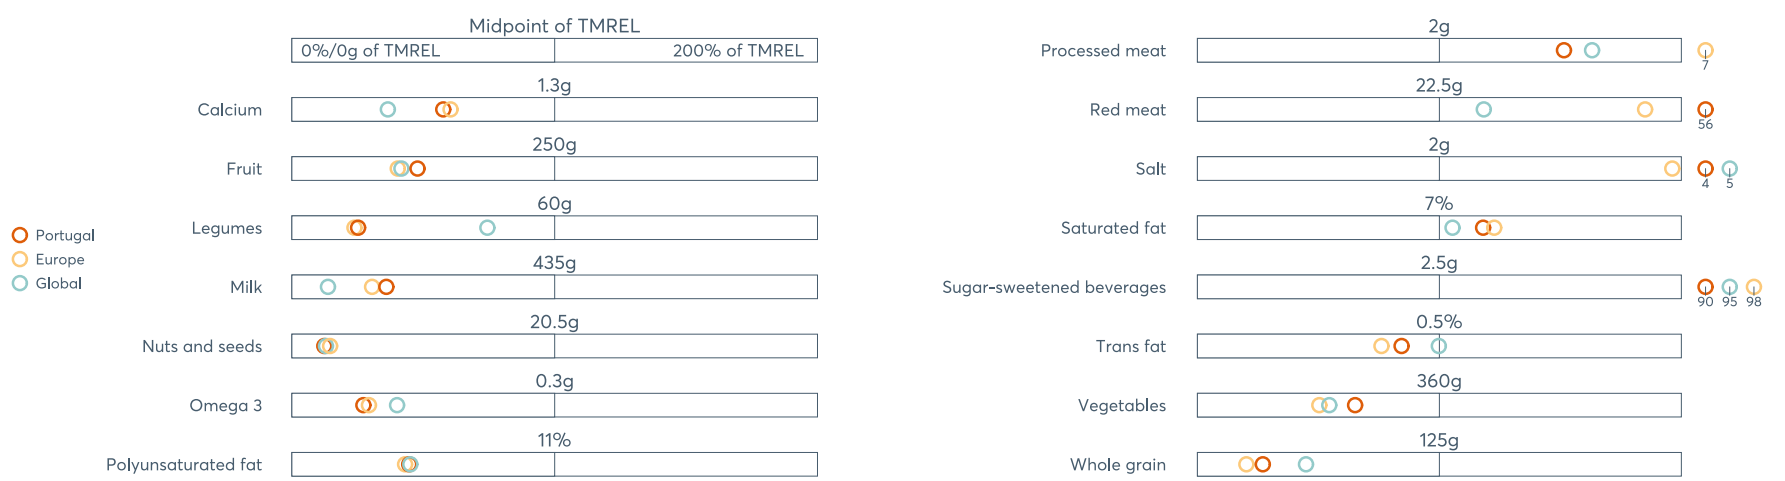 Midpoint of TMREL
0%/0g of TMREL 200% of TMREL
1.3g
Calcium
250g
Fruit
60g
Legumes
435g
Milk
20.5g
Nuts and seeds
0.3g
Omega 3
11%
Polyunsaturated fat
Portugal
Europe
Global
2g
Processed meat
7
22.5g
Red meat
56
2g
Salt
4 5
7%
Saturated fat
2.5g
Sugar-sweetened beverages
90 95 98
0.5%
Trans fat
360g
Vegetables
125g
Whole grain